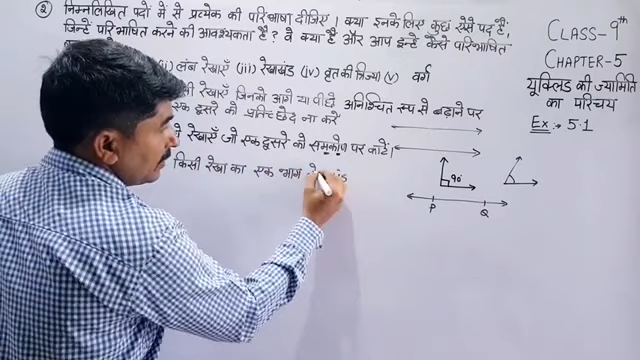 ② निम्नलिखित पदों में से प्रत्येक की परिभाषा दीजिए। क्या इनके लिए कुछ ऐसे पद हैं,
जिन्हें परिभाषित करने की आवश्यकता है? वे क्या हैं और आप इन्हें कैसे परिभाषित
(ii) लंब रेखाएँ (iii) रेखाखंड (iv) वृत की त्रिज्या (v) वर्ग
रेखाएँ जिनको आगे या पीछे अनिश्चित रूप से बढ़ाने पर
एक दूसरे को प्रतिच्छेद ना करे
रेखाएँ जो एक दूसरे को समकोण पर काटें।
किसी रेखा का एक भाग
90°
P Q
CLASS-9th
CHAPTER-5
यूक्लिड की ज्यामिति
का परिचय
Ex :- 5.1